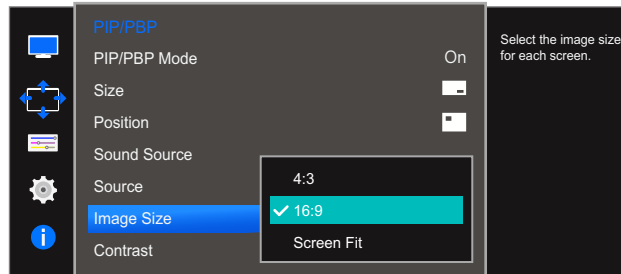 PIP/PBP
PIP/PBP Mode On
Size
Position
Sound Source
Source
Image Size
Contrast
4:3
16:9
Screen Fit
Select the image size
for each screen.